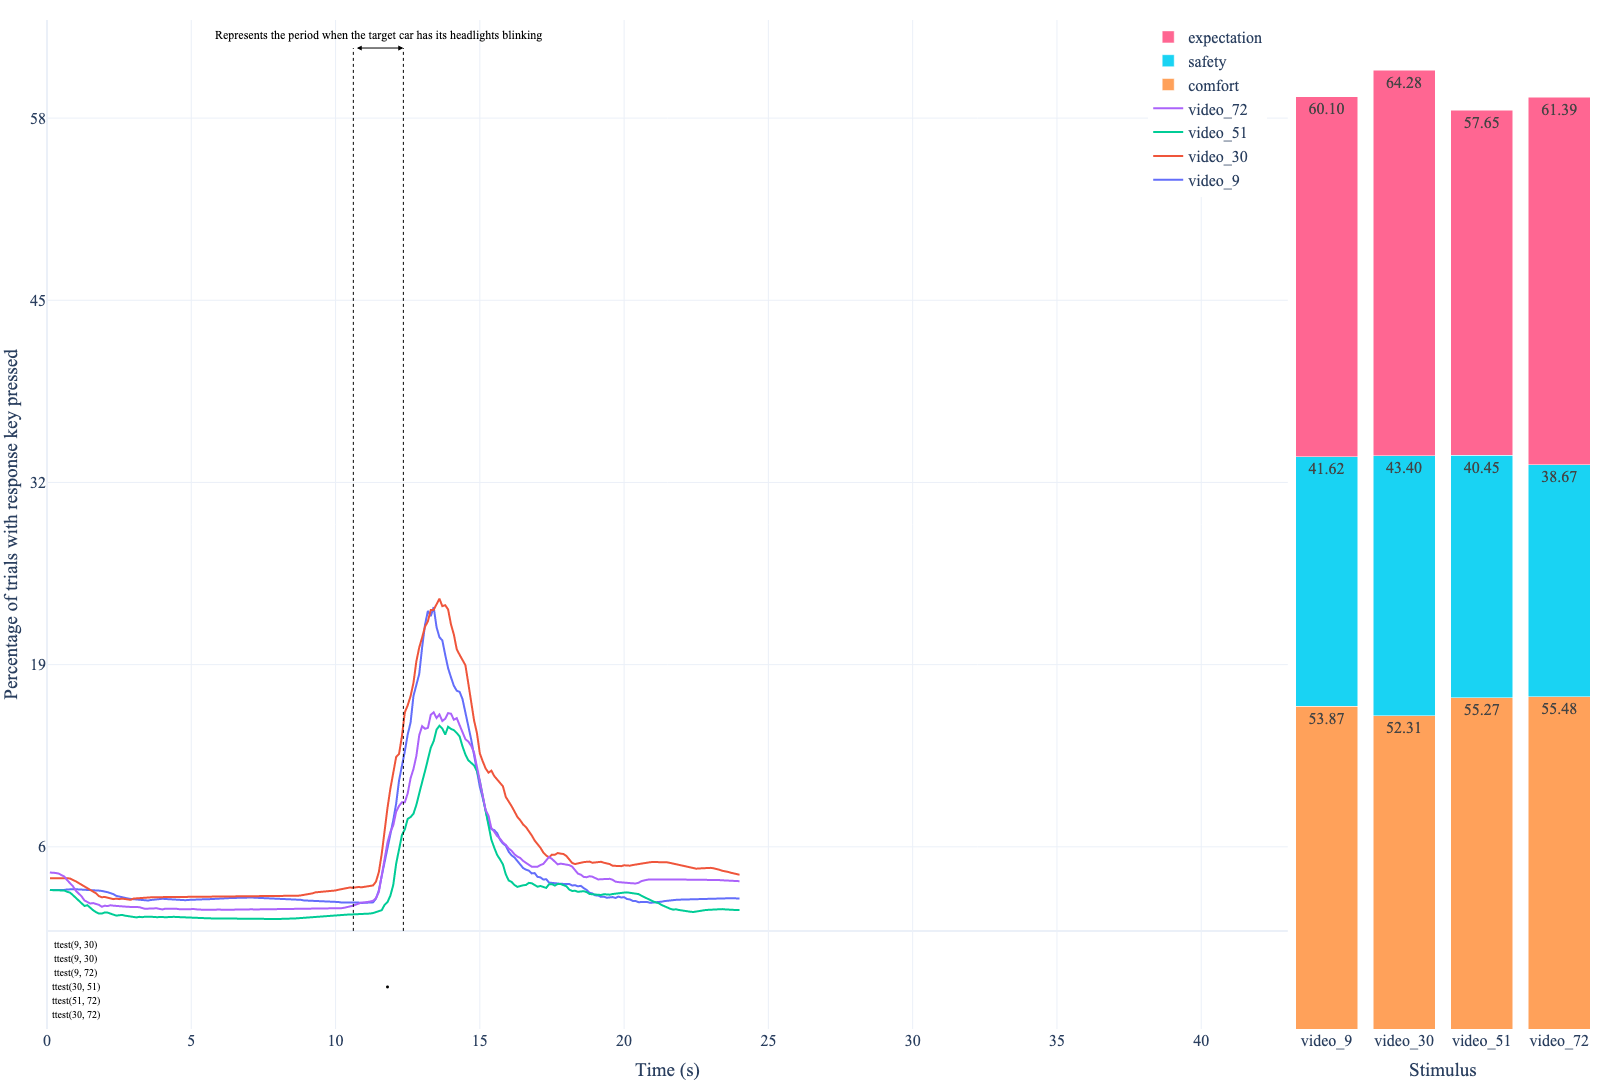 Represents the period when the target car has its headlights blinking
expectation
safety
comfort
video_72
video_51
video_30
video_9
Percentage of trials with response key pressed
58
45
32
19
6
ttest(9, 30)
ttest(9, 30)
ttest(9, 72)
ttest(30, 51)
ttest(51, 72)
ttest(30, 72)
0 5 10 15 20 25 30 35 40
Time (s)
60.10 64.28 57.65 61.39
41.62 43.40 40.45 38.67
53.87 52.31 55.27 55.48
video_9 video_30 video_51 video_72
Stimulus